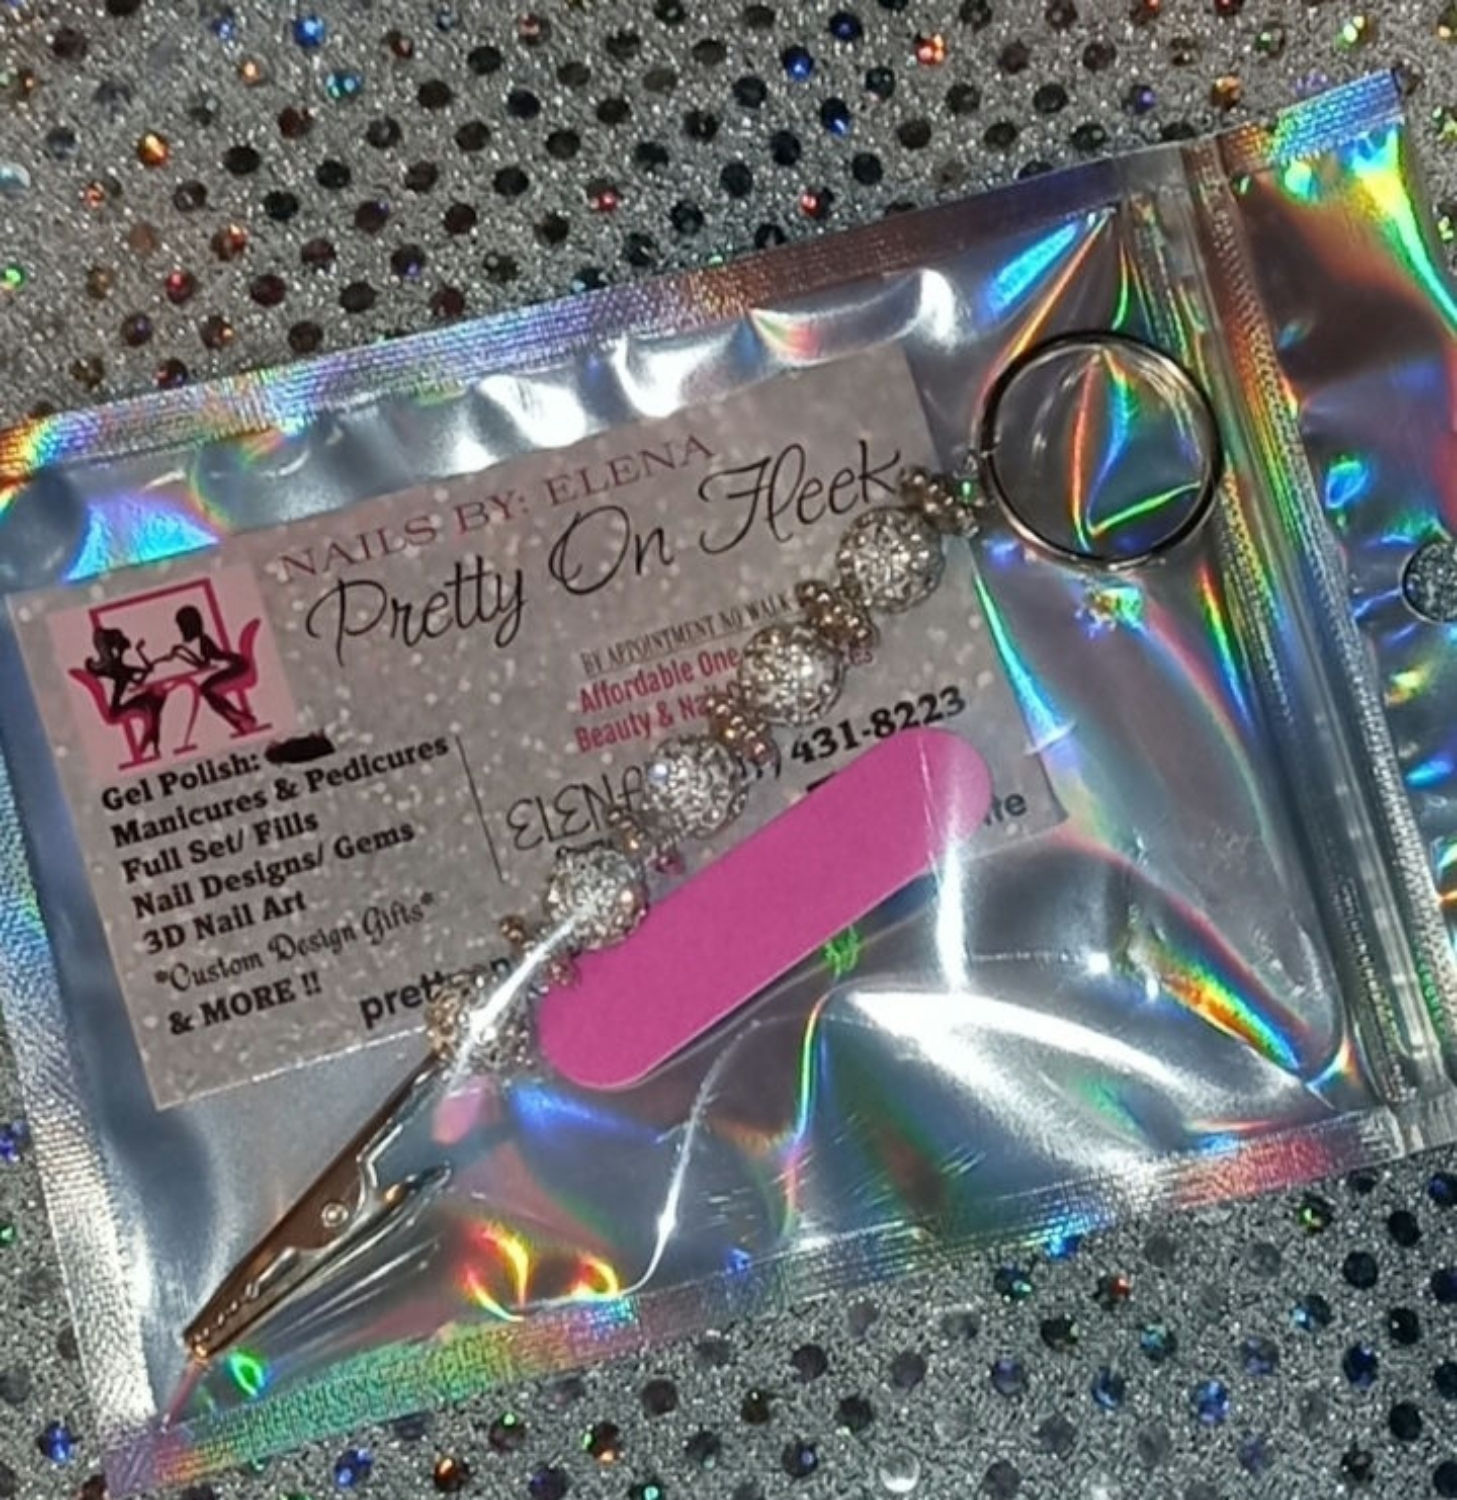 NAILS BY: ELENA
Pretty On Fleek
BY APPOINTMENT NO WALK
Affordable One
Beauty &
431-8223
ELENA
Gel Polish:
Manicures & Pedicures
Full Set/ Fills
Nail Designs/ Gems
3D Nail Art
*Custom Design Gifts*
& MORE !!